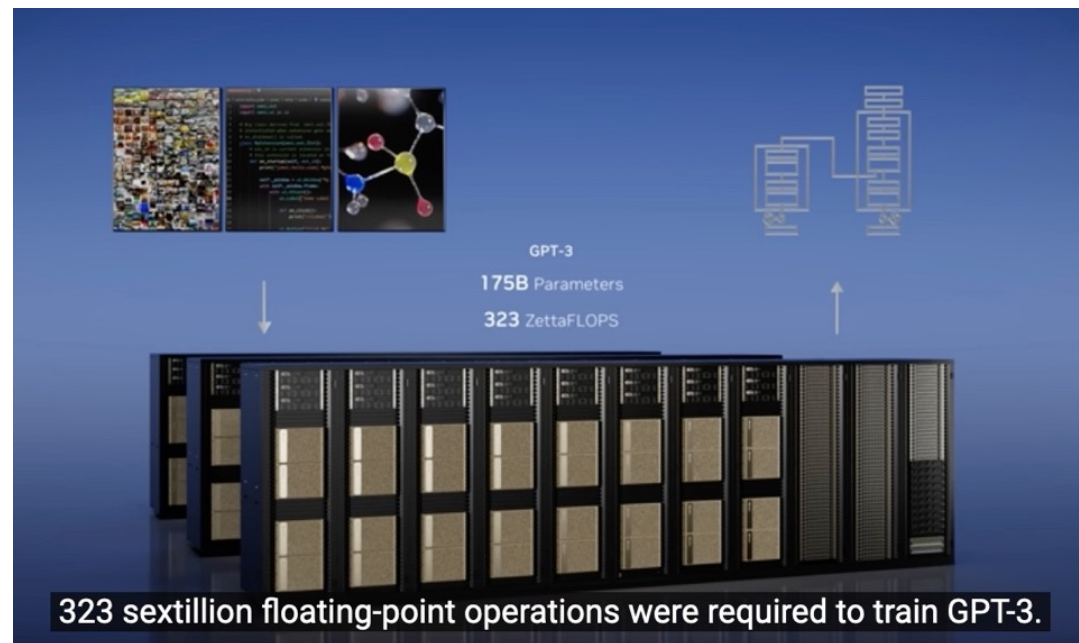 GPT-3
175B Parameters
323 ZettaFLOPS
323 sextillion floating-point operations were required to train GPT-3.